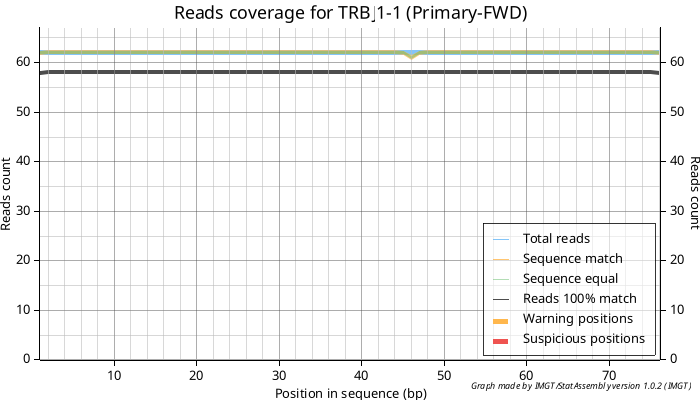 Reads coverage for TRBJ1-1 (Primary-FWD)
60
50
40
30
20
10
0
Reads count
60
50
40
30
20
10
0
Reads count
Total reads
Sequence match
Sequence equal
Reads 100% match
Warning positions
Suspicious positions
10 20 30 40 50 60 70
Position in sequence (bp)
Graph made by IMGT/StatAssembly version 1.0.2 (IMGT)